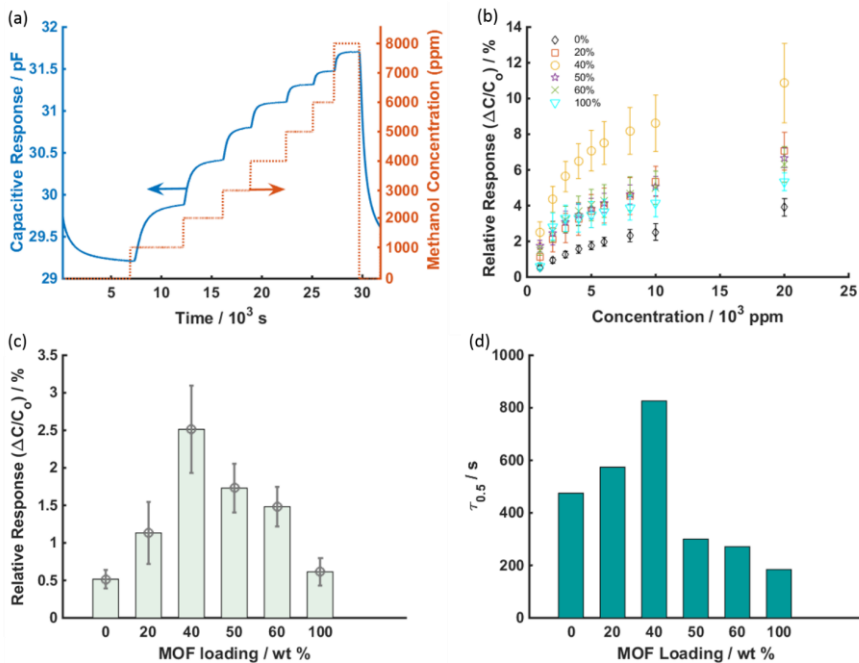 (a)
32
31.5
31
30.5
30
29.5
29
Capacitive Response / pF
8000
7000
6000
5000
4000
3000
2000
1000
0
Methanol Concentration (ppm)
5 10 15 20 25 30
Time / 10³ s
(b)
14
12
10
8
6
4
2
0
Relative Response (ΔC/Cₒ) / %
0%
20%
40%
50%
60%
100%
0 5 10 15 20 25
Concentration / 10³ ppm
(c)
3.5
3
2.5
2
1.5
1
0.5
0
Relative Response (ΔC/Cₒ) / %
0 20 40 50 60 100
MOF loading / wt %
(d)
1000
800
600
400
200
0
τ₀.₅ / s
0 20 40 50 60 100
MOF Loading / wt %